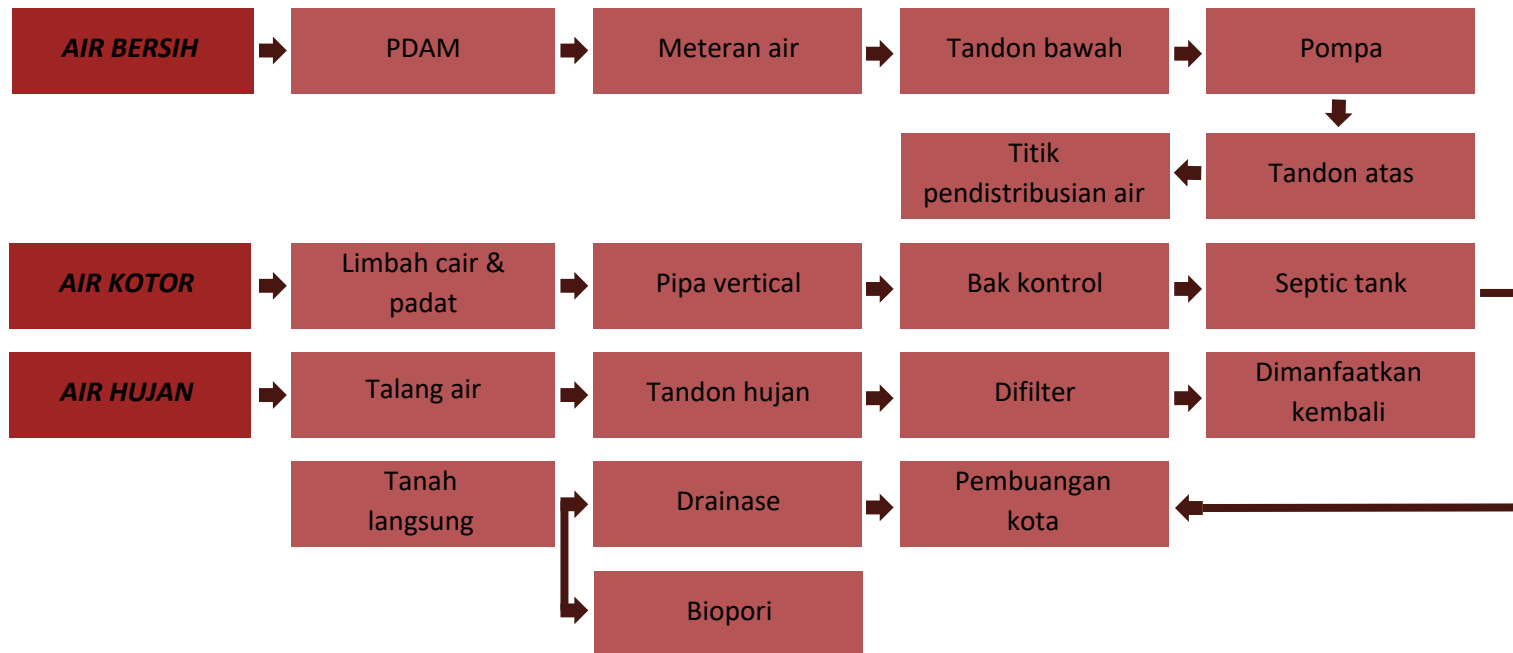 AIR BERSIH
PDAM
Meteran air
Tandon bawah
Pompa
Titik
pendistribusian air
Tandon atas
AIR KOTOR
Limbah cair &
padat
Pipa vertical
Bak kontrol
Septic tank
AIR HUJAN
Talang air
Tandon hujan
Difilter
Dimanfaatkan
kembali
Tanah
langsung
Drainase
Pembuangan
kota
Biopori